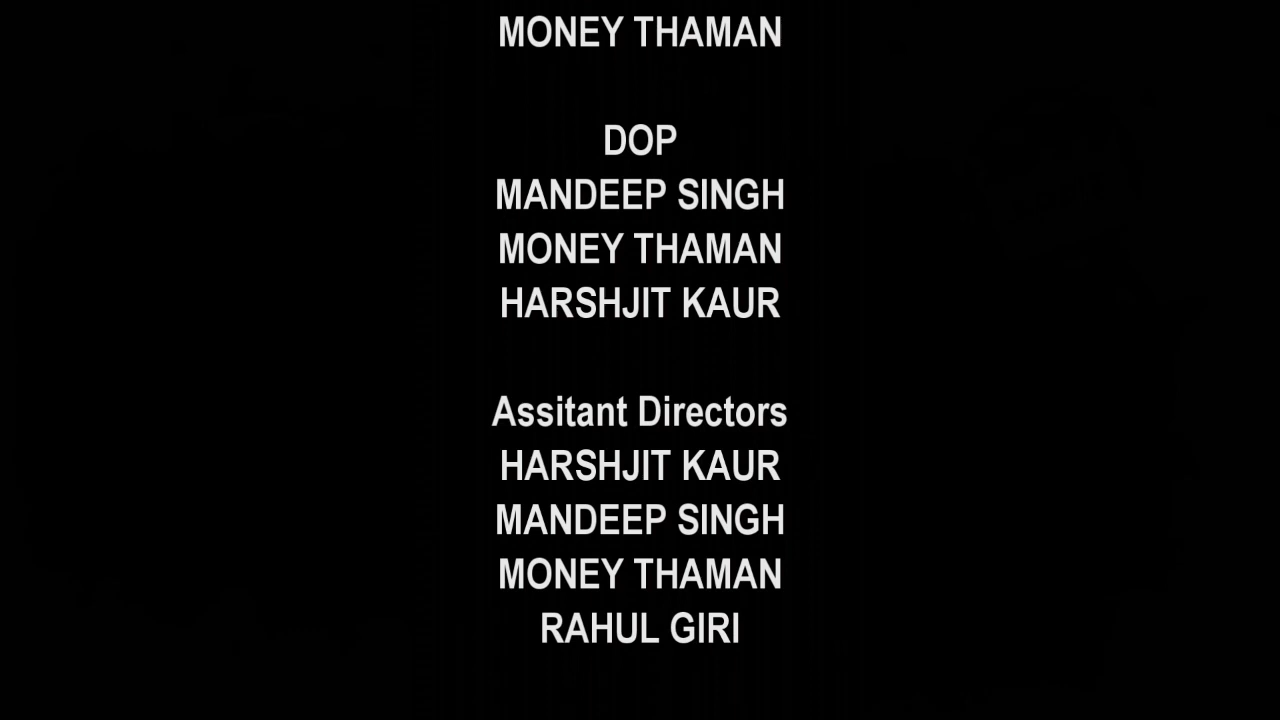 MONEY THAMAN
DOP
MANDEEP SINGH
MONEY THAMAN
HARSHJIT KAUR
Assitant Directors
HARSHJIT KAUR
MANDEEP SINGH
MONEY THAMAN
RAHUL GIRI